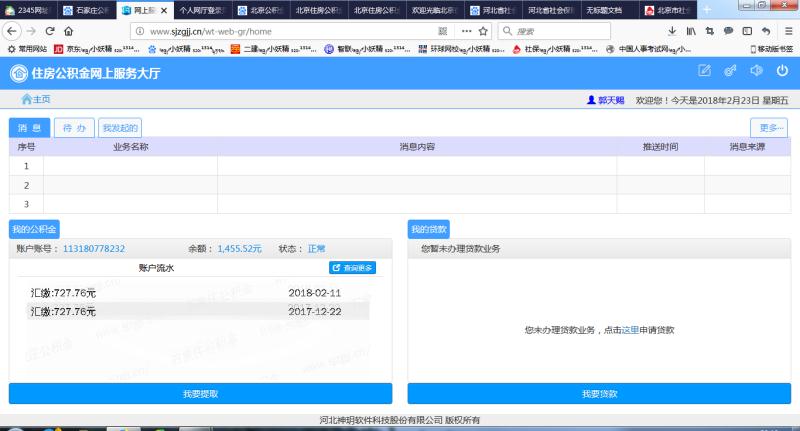 2345网址 石家庄公 网上服 个人网厅登录 北京公积 北京住房公积 北京住房公积 欢迎光临北京 河北省社 河北省社会保 无标题文档 北京市社
www.sjzgjj.cn/wt-web-gr/home
搜索
常用网站 京东 小妖精 小妖精 二建 小妖精 智联 小妖精 环球网校 小妖精 社保 小妖精 中国人事考试网 小 移动版书签
住房公积金网上服务大厅
主页 郭天赐 欢迎您！今天是2018年2月23日 星期五
消 息 待 办 我发起的 更多...
序号 业务名称 消息内容 推送时间 消息来源
1
2
3
我的公积金 我的贷款
账户账号： 113180778232 余额： 1,455.52元 状态： 正常 您暂未办理贷款业务
账户流水 查询更多
汇缴:727.76元 2018-02-11
汇缴:727.76元 2017-12-22
您未办理贷款业务，点击这里申请贷款
我要提取 我要贷款
河北神玥软件科技股份有限公司 版权所有